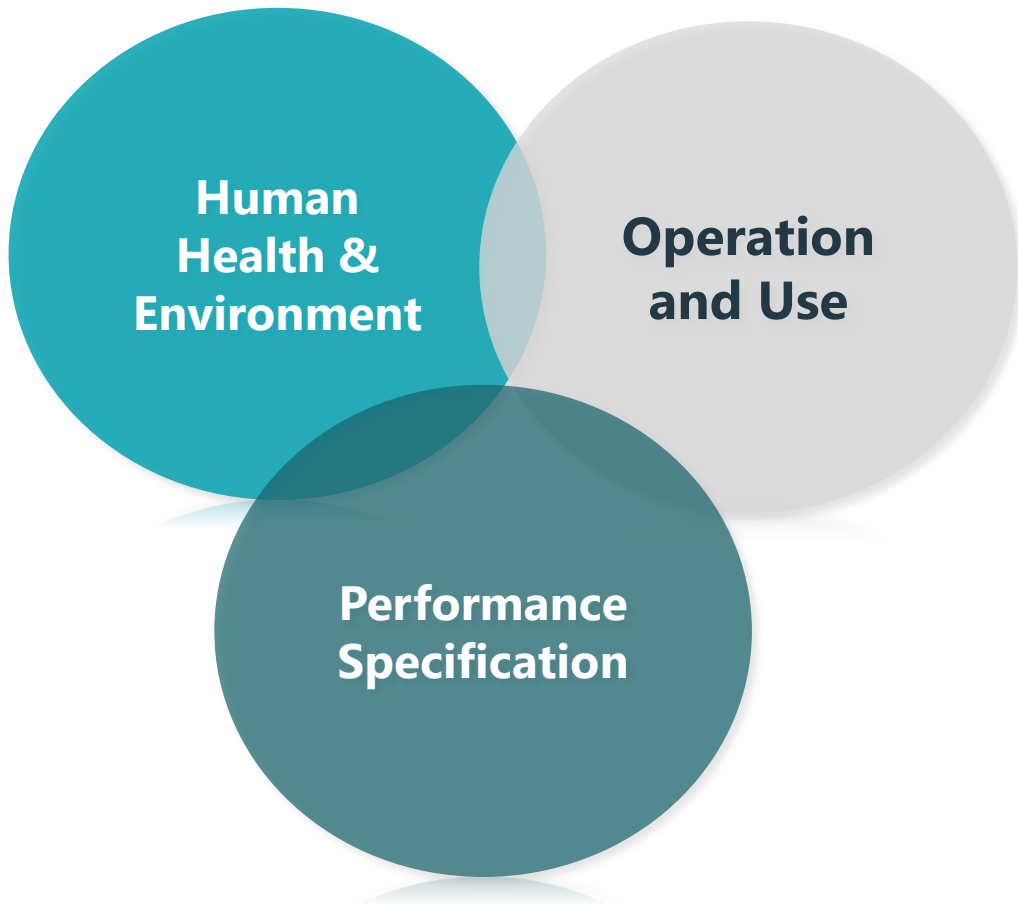 Human
Health &
Environment
Operation
and Use
Performance
Specification